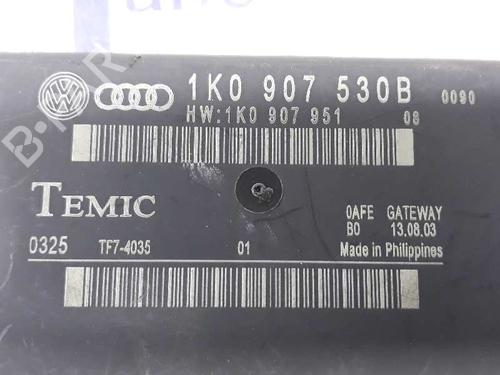 1K0 907 530B 0090
HW:1K0 907 951 08
TEMIC
0AFE GATEWAY
B0 13.08.03
0325 TF7-4035 01 Made in Philippines